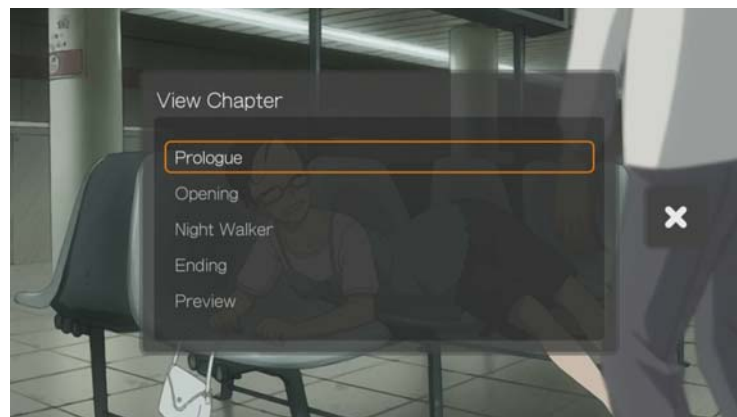 View Chapter
Prologue
Opening
Night Walker
Ending
Preview